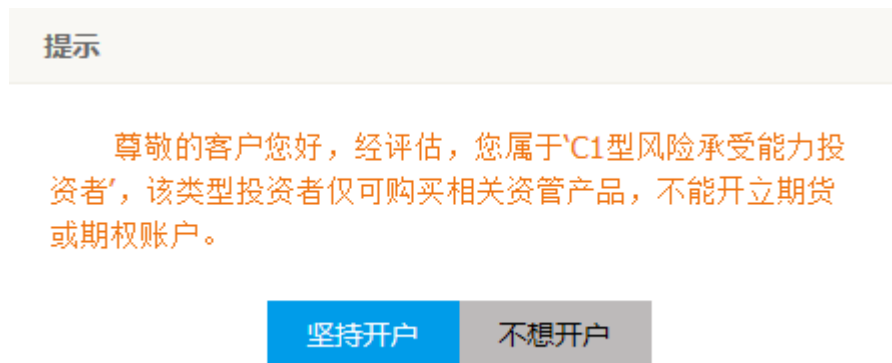 提示
尊敬的客户您好，经评估，您属于‘C1型风险承受能力投
资者’，该类型投资者仅可购买相关资管产品，不能开立期货
或期权账户。
坚持开户 不想开户